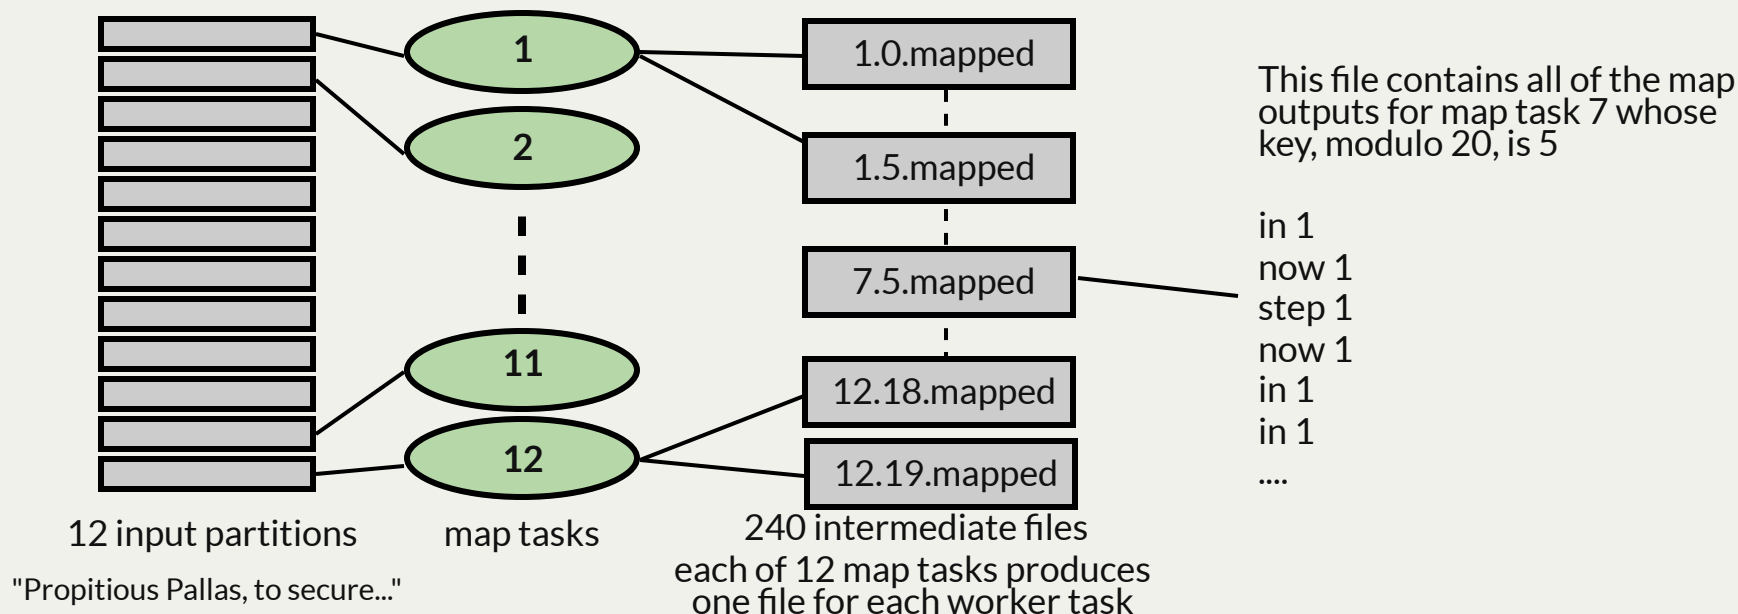 1
2
11
12
1.0.mapped
1.5.mapped
7.5.mapped
12.18.mapped
12.19.mapped
This file contains all of the map
outputs for map task 7 whose
key, modulo 20, is 5
in 1
now 1
step 1
now 1
in 1
in 1
....
12 input partitions
map tasks
240 intermediate files
each of 12 map tasks produces
one file for each worker task
"Propitious Pallas, to secure..."